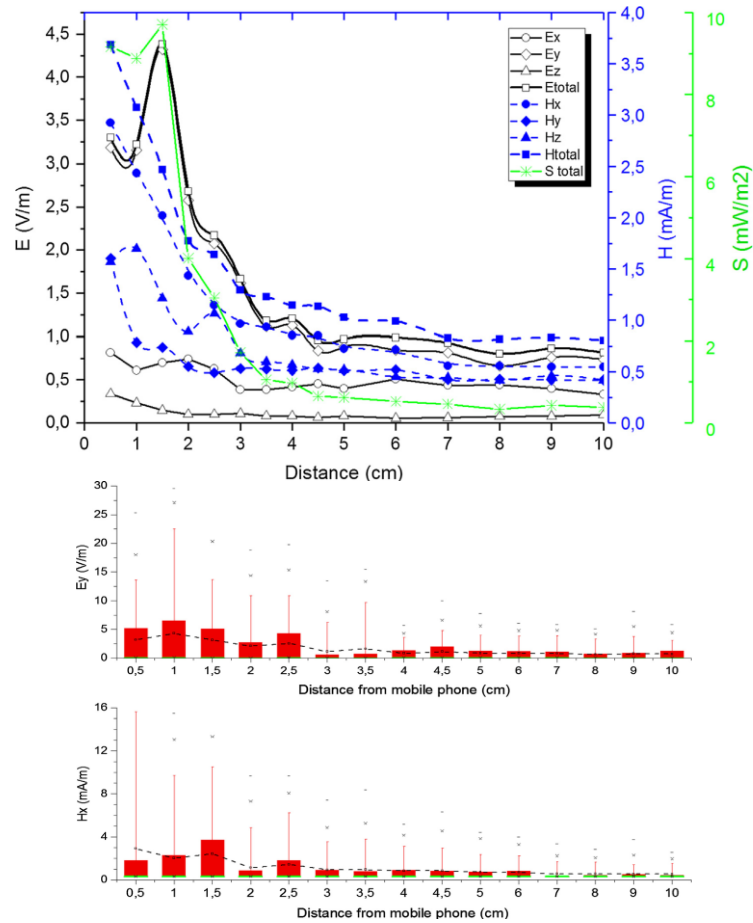 4,5
4,0
3,5
3,0
2,5
2,0
1,5
1,0
0,5
0,0
E (V/m)
0 1 2 3 4 5 6 7 8 9 10
Distance (cm)
Ex
Ey
Ez
Etotal
Hx
Hy
Hz
Htotal
S total
4,0
3,5
3,0
2,5
2,0
1,5
1,0
0,5
0,0
H (mA/m)
10
8
6
4
2
0
S (mW/m2)
30
25
20
15
10
5
0
Ey (V/m)
0,5 1 1,5 2 2,5 3 3,5 4 4,5 5 6 7 8 9 10
Distance from mobile phone (cm)
16
12
8
4
0
Hx (mA/m)
0,5 1 1,5 2 2,5 3 3,5 4 4,5 5 6 7 8 9 10
Distance from mobile phone (cm)